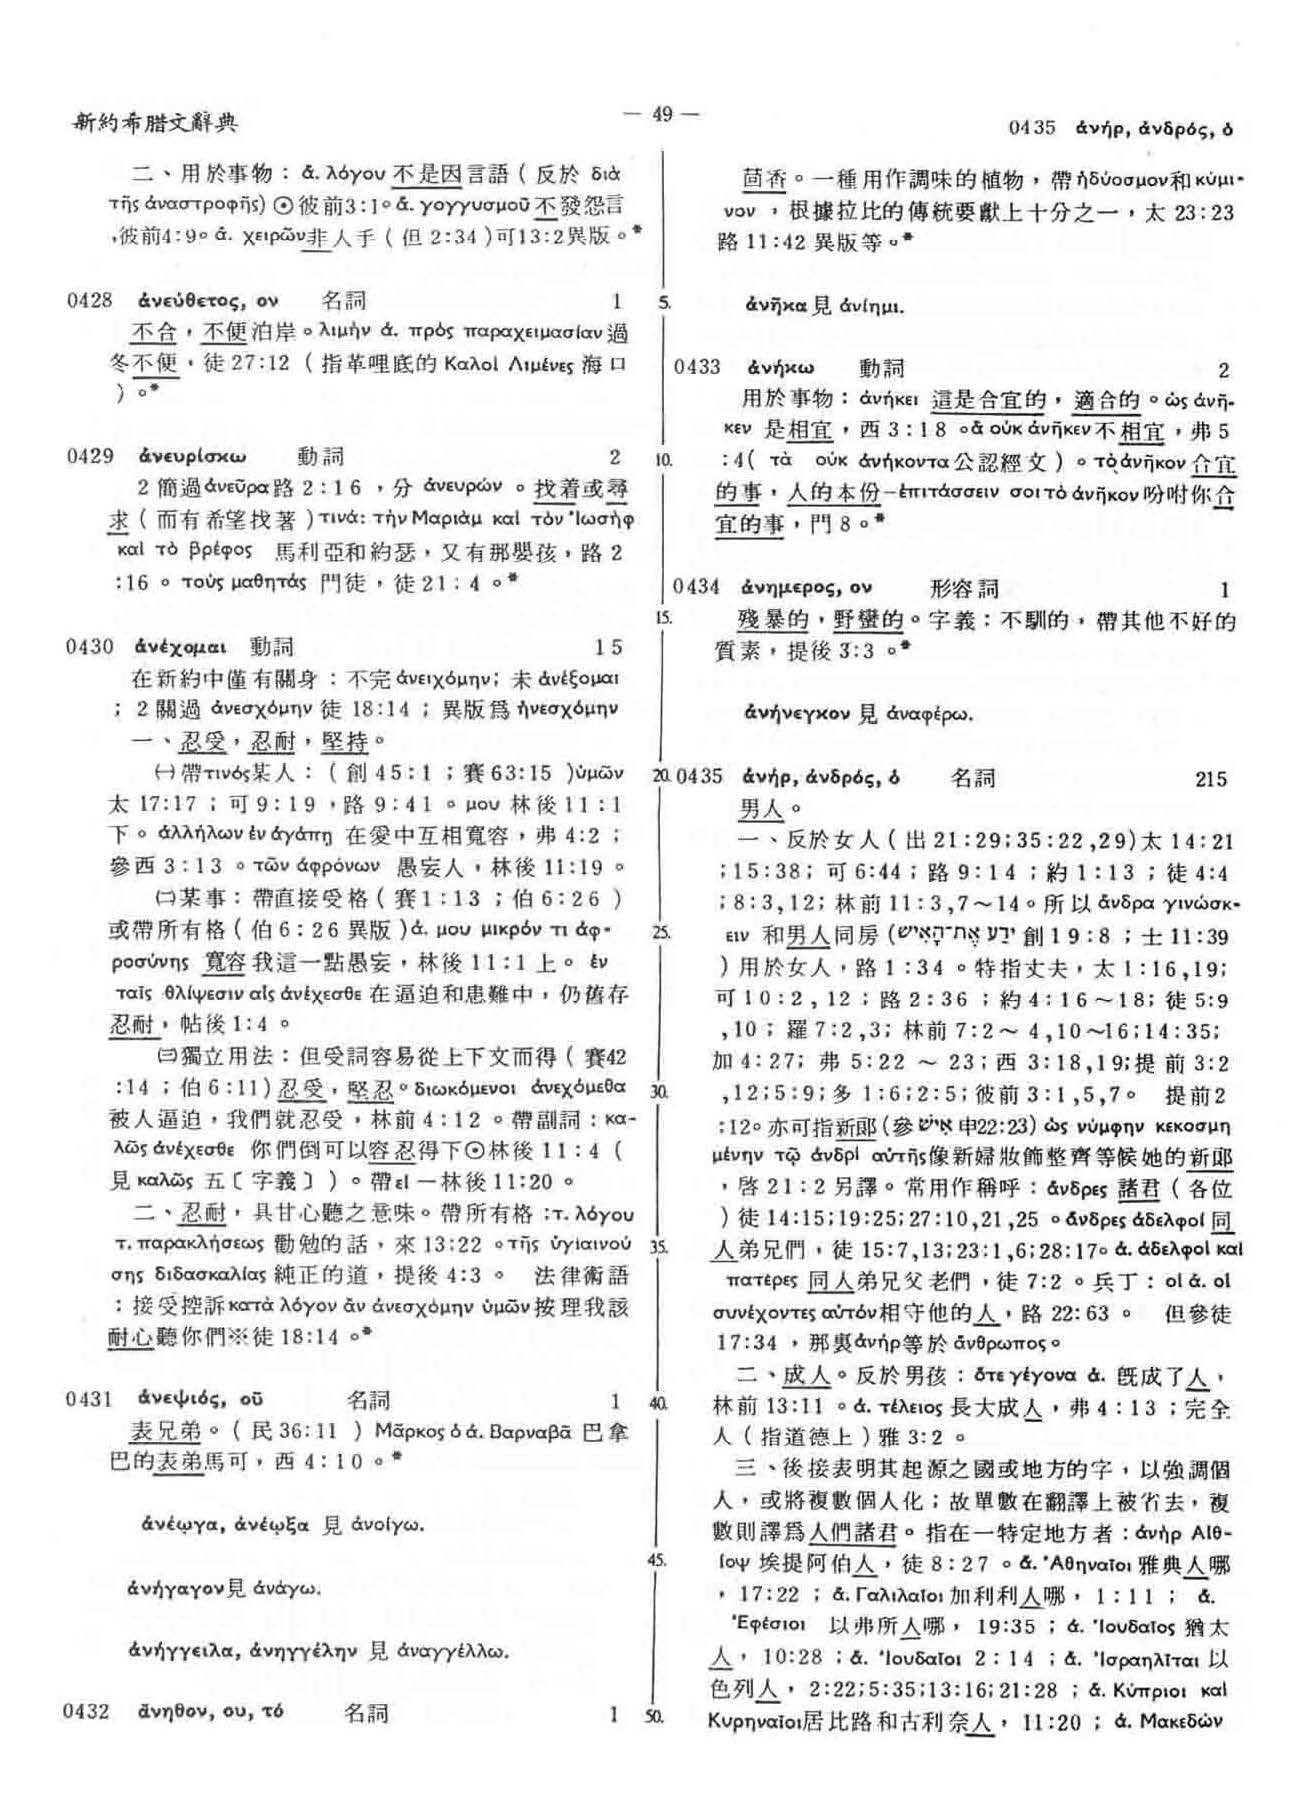 新約希腊文辭典
— 49 —
0435 ἀνήρ, ἀνδρός, ὁ
二、用於事物：ἀ. λόγου 不是因言語（反於 διὰ
τῆς ἀναστροφῆς) ⊙彼前3:1。ἀ. γογγυσμοῦ不發怨言
,彼前4:9。ἀ. χειρῶν非人手（但 2:34 )可13:2異版。*
0428 ἀνεύθετος, ον 名詞 1
不合，不便泊岸。λιμὴν ἀ. πρὸς παραχειμασίαν過
冬不便，徒 27:12（指革哩底的 Καλοὶ Λιμένες 海口
）。*
0429 ἀνευρίσκω 動詞 2
2 簡過ἀνεῦρα路 2:16，分 ἀνευρών。找着或尋
求（而有希望找著）τινά: τὴν Μαριὰμ καὶ τὸν Ἰωσὴφ
καὶ τὸ βρέφος 馬利亞和約瑟，又有那嬰孩，路 2
:16。τοὺς μαθητάς 門徒，徒21:4。*
0430 ἀνέχομαι 動詞 15
在新約中僅有關身：不完 ἀνειχόμην; 未 ἀνέξομαι
; 2 關過 ἀνεσχόμην 徒 18:14；異版爲 ἠνεσχόμην
一、忍受，忍耐，堅持。
㈠帶τινός某人：（創 45:1；賽 63:15 )ὑμῶν
太 17:17；可 9:19，路 9:41。μου 林後 11:1
下。ἀλλήλων ἐν ἀγάπῃ 在愛中互相寬容，弗 4:2；
參西 3:13。τῶν ἀφρόνων 愚妄人，林後 11:19。
㈡某事：帶直接受格（賽 1:13；伯 6:26）
或帶所有格（伯 6:26 異版 )ἀ. μου μικρόν τι ἀφ-
ροσύνης 寬容我這一點愚妄，林後 11:1 上。ἐν
ταῖς θλίψεσιν αἷς ἀνέχεσθε 在逼迫和患難中，仍舊存
忍耐，帖後 1:4。
㈢獨立用法：但受詞容易從上下文而得（賽42
:14；伯 6:11) 忍受，堅忍。διωκόμενοι ἀνεχόμεθα
被人逼迫，我們就忍受，林前 4:12。帶副詞：κα-
λῶς ἀνέχεσθε 你們倒可以容忍得下⊙林後 11:4（
見 καλῶς 五〔字義〕）。帶εἰ－林後11:20。
二、忍耐，具甘心聽之意味。帶所有格：τ. λόγου
τ. παρακλήσεως 勸勉的話，來 13:22。τῆς ὑγιαινού
σης διδασκαλίας 純正的道，提後 4:3。 法律術語
：接受控訴 κατὰ λόγον ἂν ἀνεσχόμην ὑμῶν按理我該
耐心聽你們※徒 18:14。*
0431 ἀνεψιός, οῦ 名詞 1
表兄弟。（民 36:11）Μᾶρκος ὁ ἀ. Βαρναβᾶ 巴拿
巴的表弟馬可，西 4:10。*
ἀνέῳγα, ἀνέῳξα 見 ἀνοίγω.
ἀνήγαγον見 ἀνάγω.
ἀνήγγειλα, ἀνηγγέλην 見 ἀναγγέλλω.
0432 ἄνηθον, ου, τό 名詞 1
5.
10.
15.
20.
25.
30.
35.
40.
45.
50.
茴香。一種用作調味的植物，帶ἡδύοσμον和κύμι-
νον，根據拉比的傳統要獻上十分之一，太 23:23
路 11:42 異版等。*
ἀνῆκα見 ἀνίημι.
0433 ἀνήκω 動詞 2
用於事物：ἀνήκει 這是合宜的，適合的。ὡς ἀνῆ-
κεν 是相宜，西 3:18。ἃ οὐκ ἀνῆκεν不相宜，弗 5
:4( τὰ οὐκ ἀνήκοντα公認經文）。τὸ ἀνῆκον 合宜
的事，人的本份－ἐπιτάσσειν σοι τὸ ἀνῆκον吩咐你合
宜的事，門 8。*
0434 ἀνήμερος, ον 形容詞 1
殘暴的，野蠻的。字義：不馴的，帶其他不好的
質素，提後 3:3。*
ἀνήνεγκον 見 ἀναφέρω.
0435 ἀνήρ, ἀνδρός, ὁ 名詞 215
男人。
一、反於女人（出 21:29;35:22,29)太 14:21
;15:38; 可 6:44；路 9:14；約 1:13；徒 4:4
;8:3,12; 林前 11:3,7～14。所以 ἄνδρα γινώσκ-
ειν 和男人同房 (יָדַע אֶת־הָאִישׁ 創 19:8；士 11:39
）用於女人，路 1:34。特指丈夫，太 1:16,19;
可 10:2, 12；路 2:36；約 4:16～18; 徒 5:9
,10；羅 7:2,3; 林前 7:2～ 4,10～16;14:35;
加 4:27; 弗 5:22 ～ 23；西 3:18,19;提前 3:2
,12;5:9;多 1:6;2:5;彼前 3:1,5,7。 提前2
:12。亦可指新郞 (參 אִישׁ 申22:23) ὡς νύμφην κεκοσμη
μένην τῷ ἀνδρὶ αὐτῆς像新婦妝飾整齊等候她的新郞
，啓 21:2 另譯。常用作稱呼：ἄνδρες 諸君（各位
）徒 14:15;19:25;27:10,21,25。ἄνδρες ἀδελφοί 同
人弟兄們，徒 15:7,13;23:1,6;28:17。ἀ. ἀδελφοὶ καὶ
πατέρες 同人弟兄父老們，徒 7:2。兵丁：οἱ ἀ. οἱ
συνέχοντες αὐτόν相守他的人，路 22:63。 但參徒
17:34，那裏ἀνήρ等於 ἄνθρωπος。
二、成人。反於男孩：ὅτε γέγονα ἀ. 旣成了人，
林前 13:11。ἀ. τέλειος 長大成人，弗 4:13；完全
人（指道德上）雅 3:2。
三、後接表明其起源之國或地方的字，以強調個
人，或將複數個人化；故單數在翻譯上被省去，複
數則譯爲人們諸君。指在一特定地方者：ἀνὴρ Αἰθ-
ίοψ 埃提阿伯人，徒 8:27。ἀ. Ἀθηναῖοι 雅典人哪
，17:22；ἀ. Γαλιλαῖοι 加利利人哪，1:11；ἀ.
Ἐφέσιοι 以弗所人哪，19:35；ἀ. Ἰουδαῖος 猶太
人，10:28；ἀ. Ἰουδαῖοι 2:14；ἀ. Ἰσραηλῖται 以
色列人，2:22;5:35;13:16;21:28；ἀ. Κύπριοι καὶ
Κυρηναῖοι居比路和古利奈人，11:20；ἀ. Μακεδών